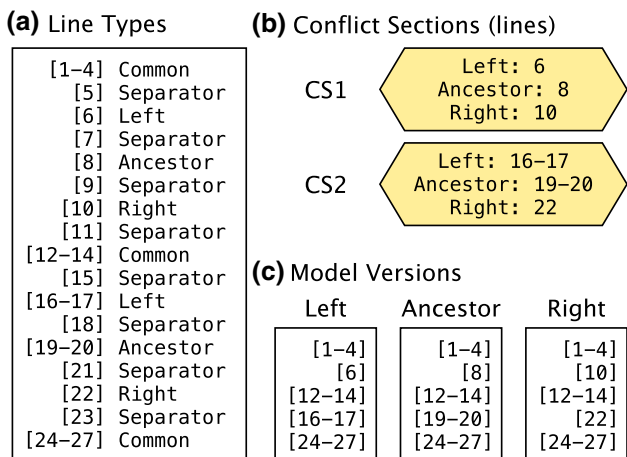 (a) Line Types
[1–4] Common
[5] Separator
[6] Left
[7] Separator
[8] Ancestor
[9] Separator
[10] Right
[11] Separator
[12–14] Common
[15] Separator
[16–17] Left
[18] Separator
[19–20] Ancestor
[21] Separator
[22] Right
[23] Separator
[24–27] Common
(b) Conflict Sections (lines)
CS1
Left: 6
Ancestor: 8
Right: 10
CS2
Left: 16–17
Ancestor: 19–20
Right: 22
(c) Model Versions
Left
[1–4]
[6]
[12–14]
[16–17]
[24–27]
Ancestor
[1–4]
[8]
[12–14]
[19–20]
[24–27]
Right
[1–4]
[10]
[12–14]
[22]
[24–27]